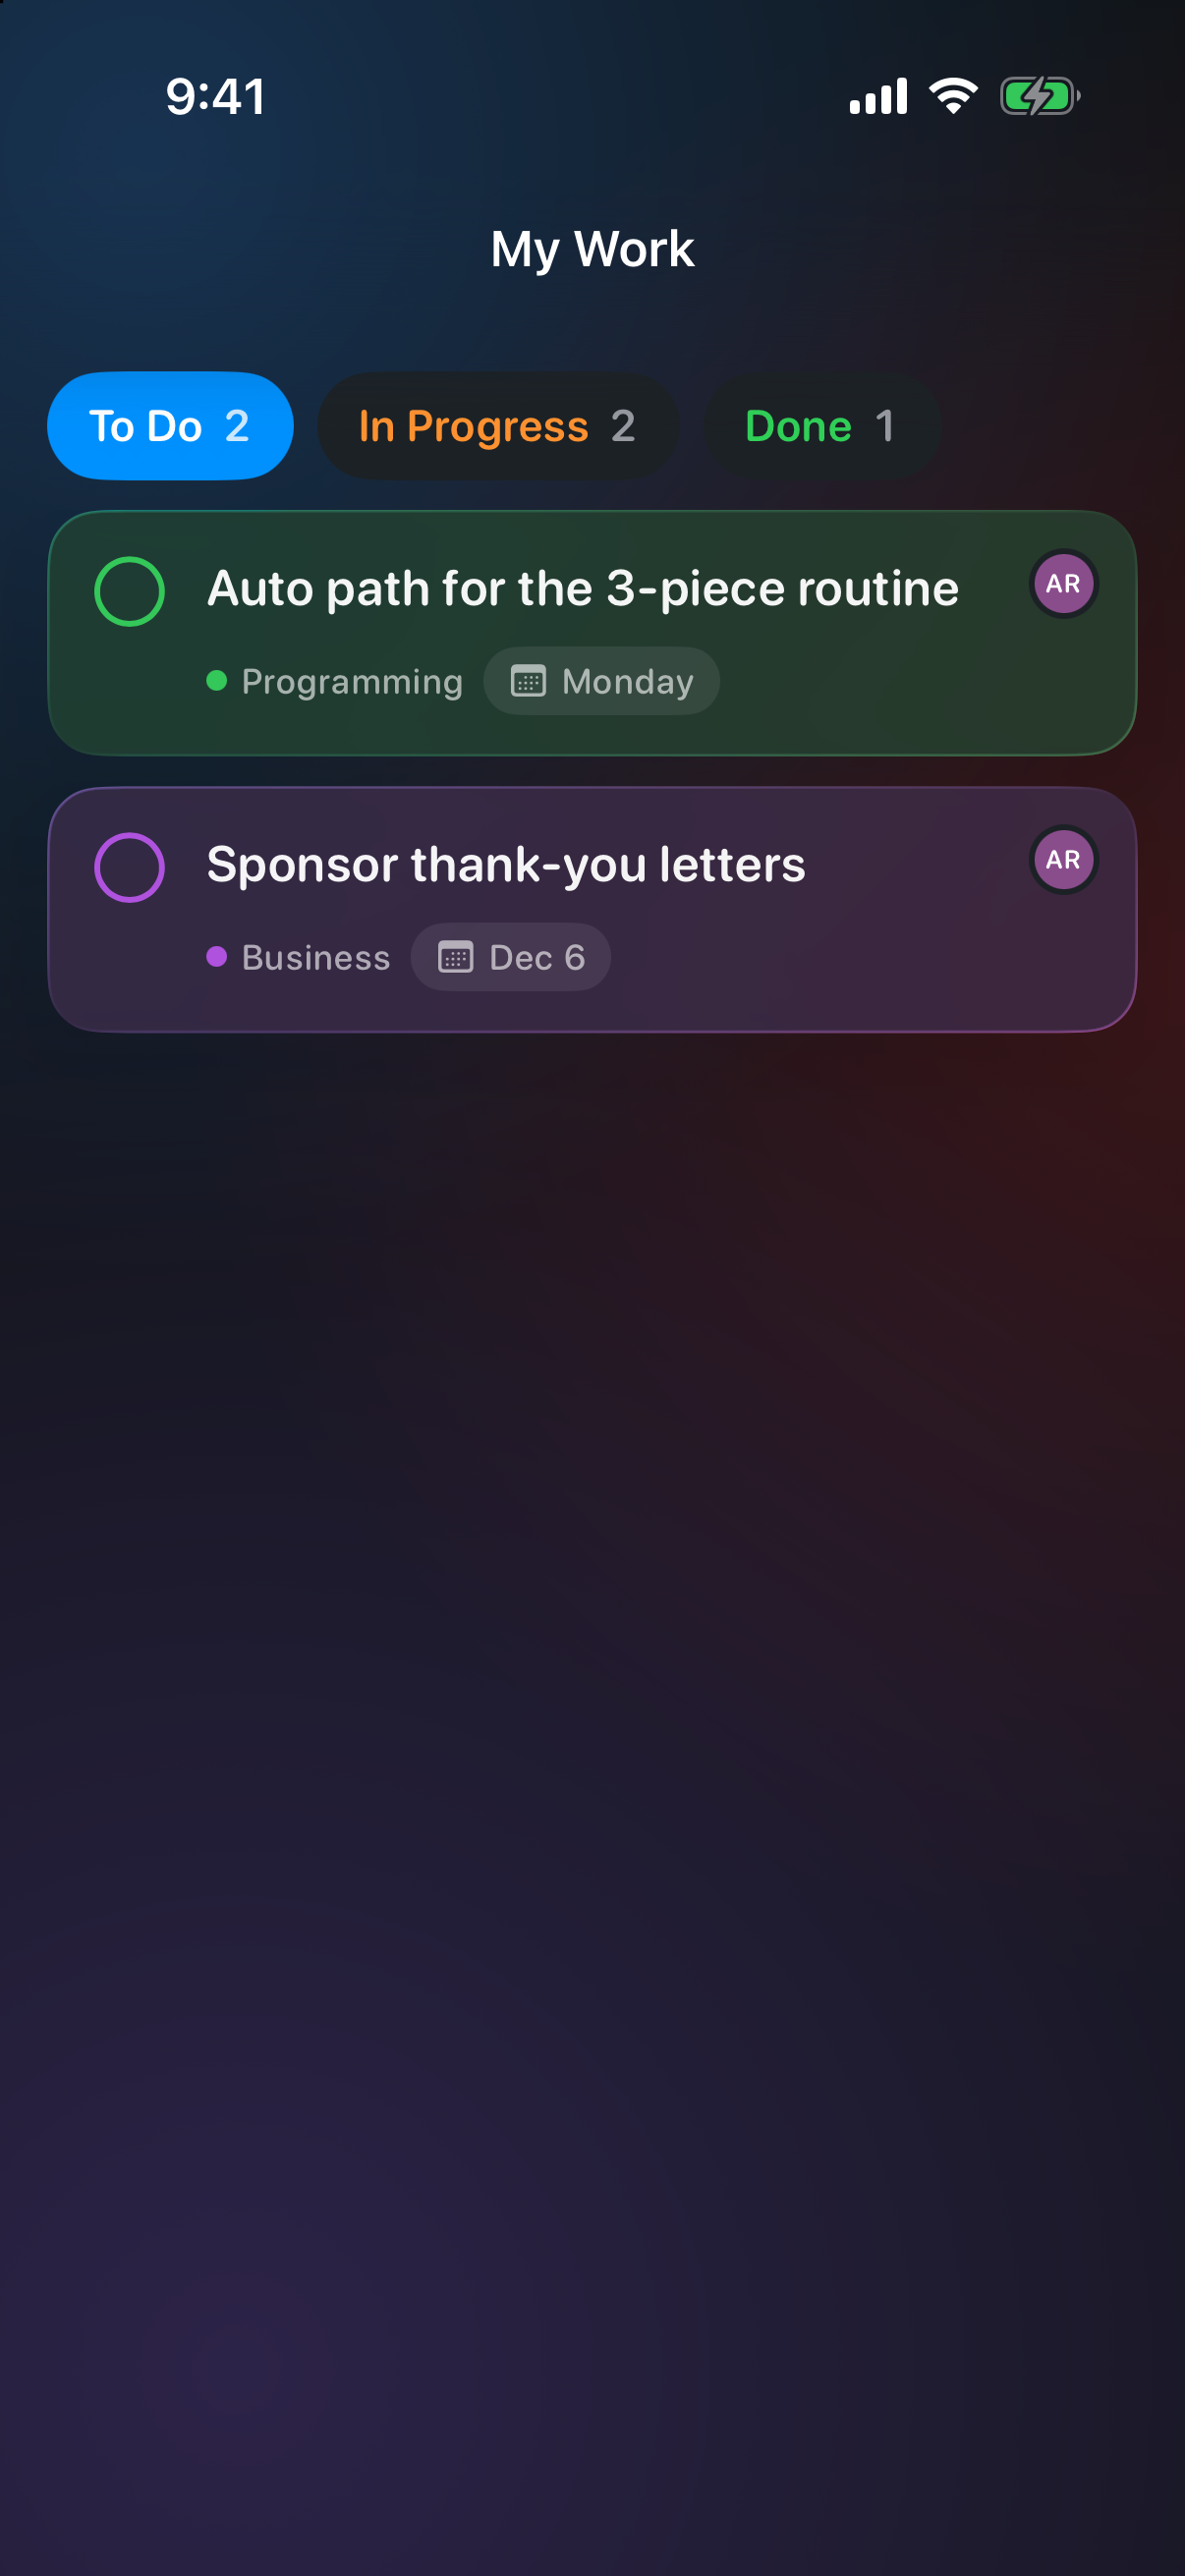 9:41
My Work
To Do 2
In Progress 2
Done 1
Auto path for the 3-piece routine
AR
Programming
Monday
Sponsor thank-you letters
AR
Business
Dec 6